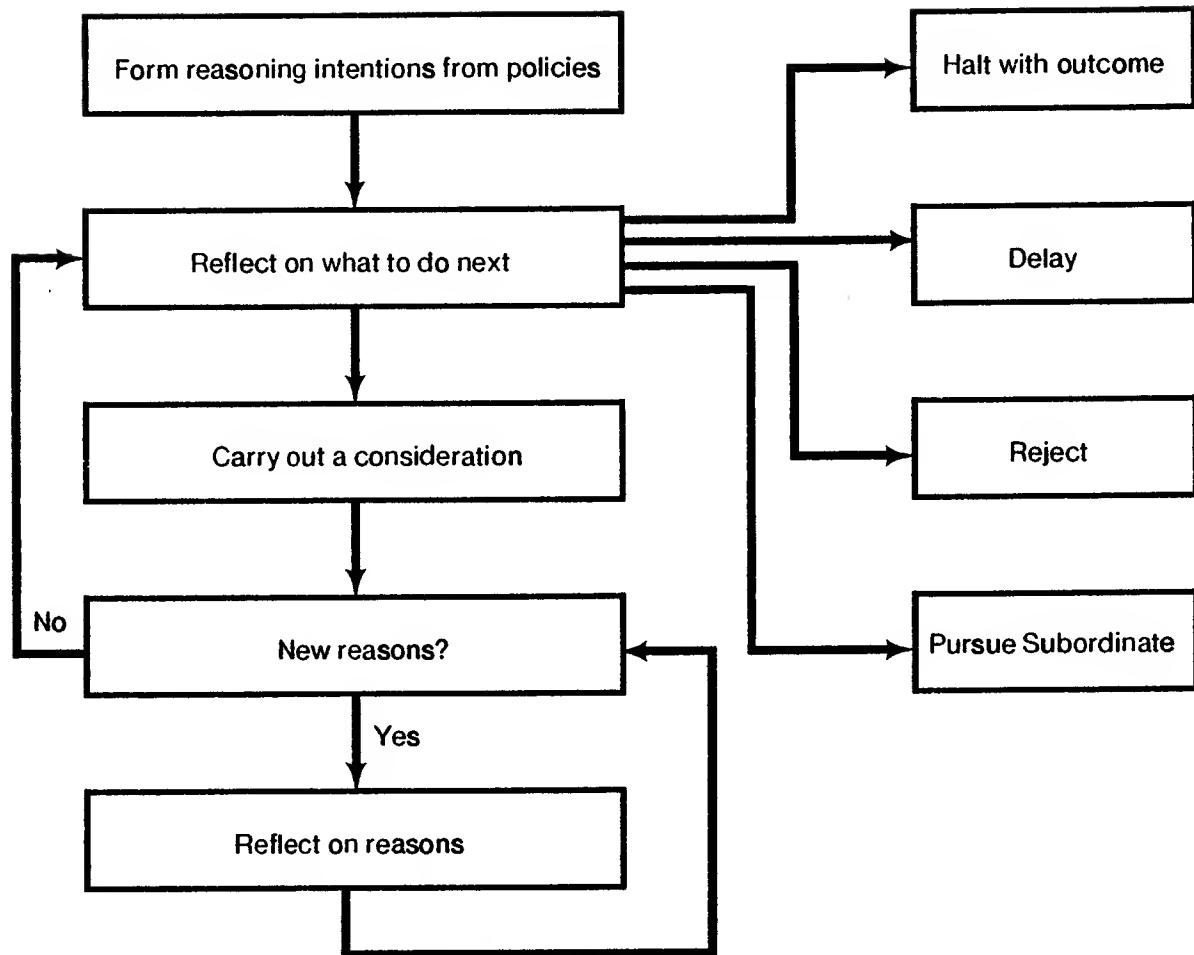 Form reasoning intentions from policies
Halt with outcome
Reflect on what to do next
Delay
Carry out a consideration
Reject
No
New reasons?
Pursue Subordinate
Yes
Reflect on reasons